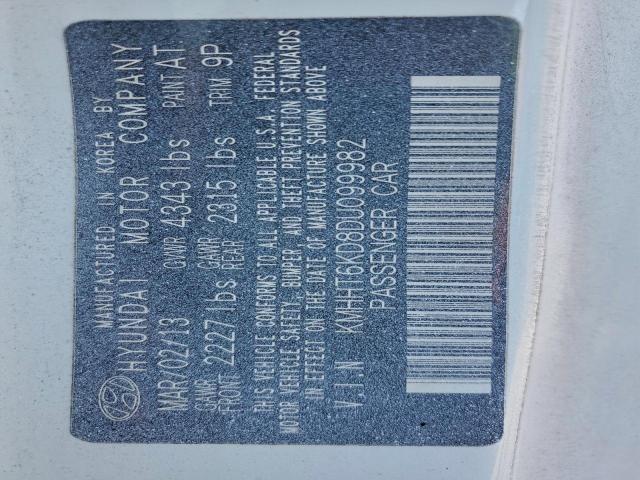 MANUFACTURED IN KOREA BY
HYUNDAI MOTOR COMPANY
MAR/02/13 GVWR 4343 lbs PAINT AT
GAWR FRONT 2227 lbs GAWR REAR 2315 lbs TRIM 9P
THIS VEHICLE CONFORMS TO ALL APPLICABLE U.S.A. FEDERAL
MOTOR VEHICLE SAFETY, BUMPER, AND THEFT PREVENTION STANDARDS
IN EFFECT ON THE DATE OF MANUFACTURE SHOWN ABOVE
V.I.N KMHHT6KD8DU099982
PASSENGER CAR